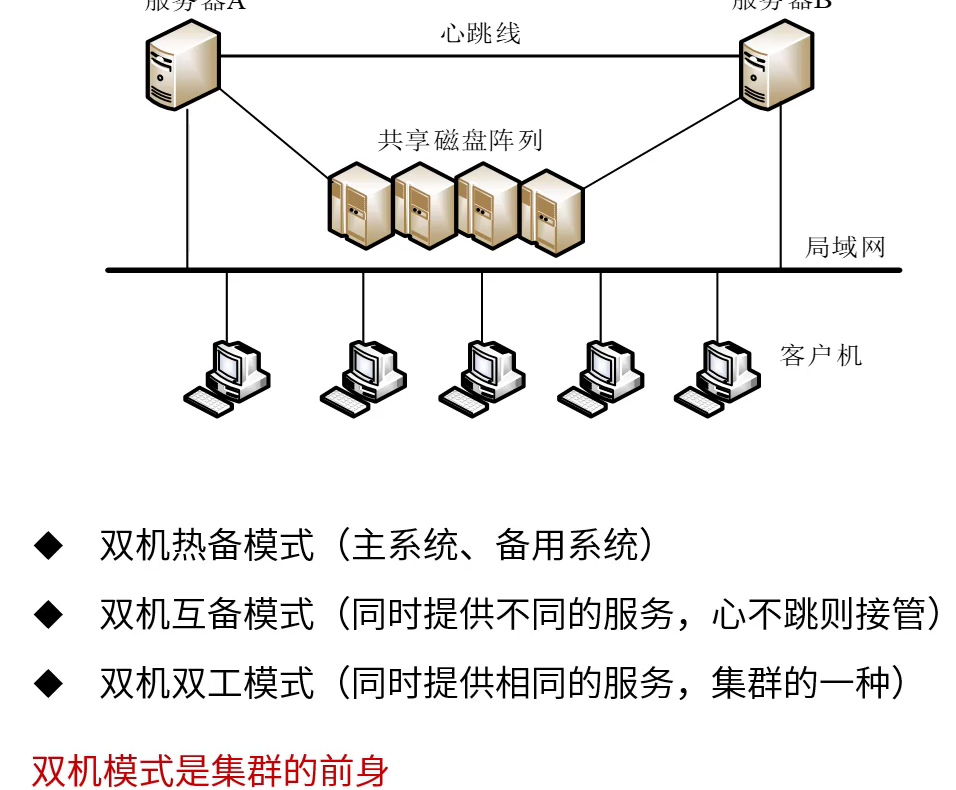 服务器A
服务器B
心跳线
共享磁盘阵列
局域网
客户机
◆ 双机热备模式（主系统、备用系统）
◆ 双机互备模式（同时提供不同的服务，心不跳则接管）
◆ 双机双工模式（同时提供相同的服务，集群的一种）
双机模式是集群的前身